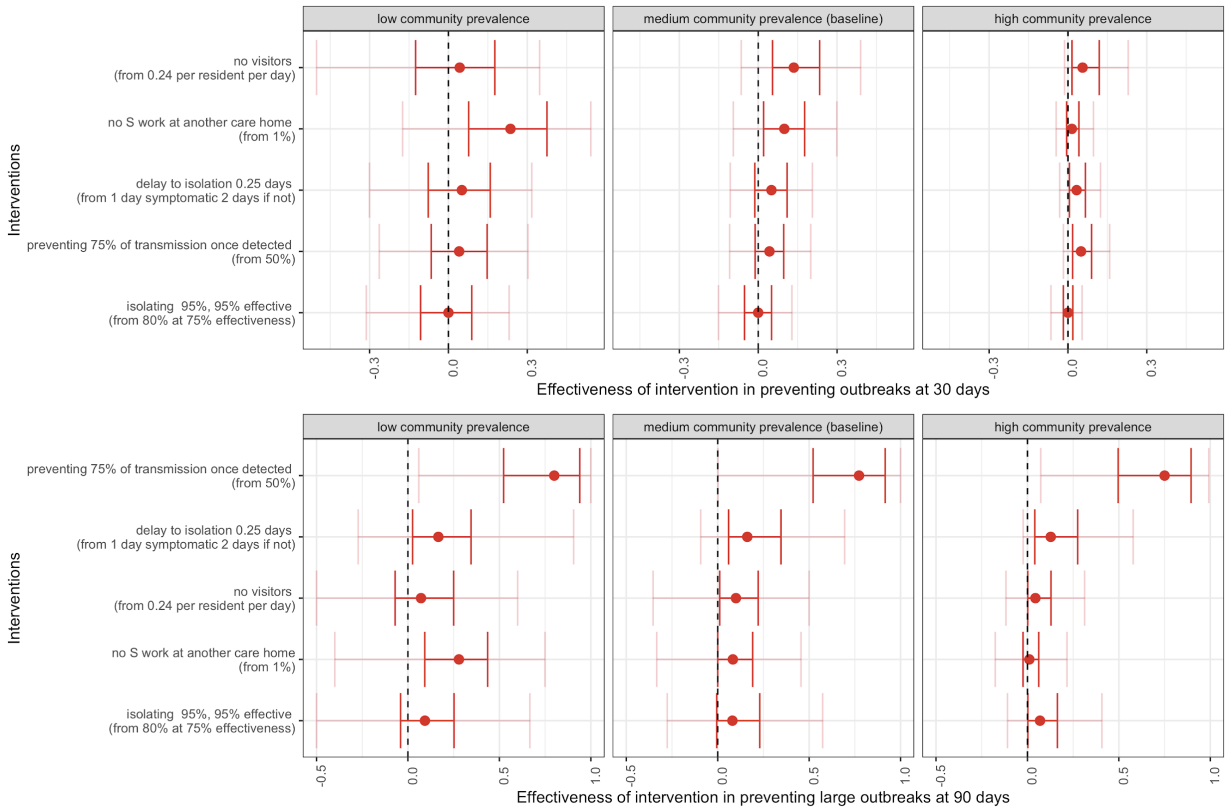 low community prevalence
medium community prevalence (baseline)
high community prevalence
Interventions
no visitors
(from 0.24 per resident per day)
no S work at another care home
(from 1%)
delay to isolation 0.25 days
(from 1 day symptomatic 2 days if not)
preventing 75% of transmission once detected
(from 50%)
isolating  95%, 95% effective
(from 80% at 75% effectiveness)
-0.3
0.0
0.3
-0.3
0.0
0.3
-0.3
0.0
0.3
Effectiveness of intervention in preventing outbreaks at 30 days
low community prevalence
medium community prevalence (baseline)
high community prevalence
Interventions
preventing 75% of transmission once detected
(from 50%)
delay to isolation 0.25 days
(from 1 day symptomatic 2 days if not)
no visitors
(from 0.24 per resident per day)
no S work at another care home
(from 1%)
isolating  95%, 95% effective
(from 80% at 75% effectiveness)
-0.5
0.0
0.5
1.0
-0.5
0.0
0.5
1.0
-0.5
0.0
0.5
1.0
Effectiveness of intervention in preventing large outbreaks at 90 days